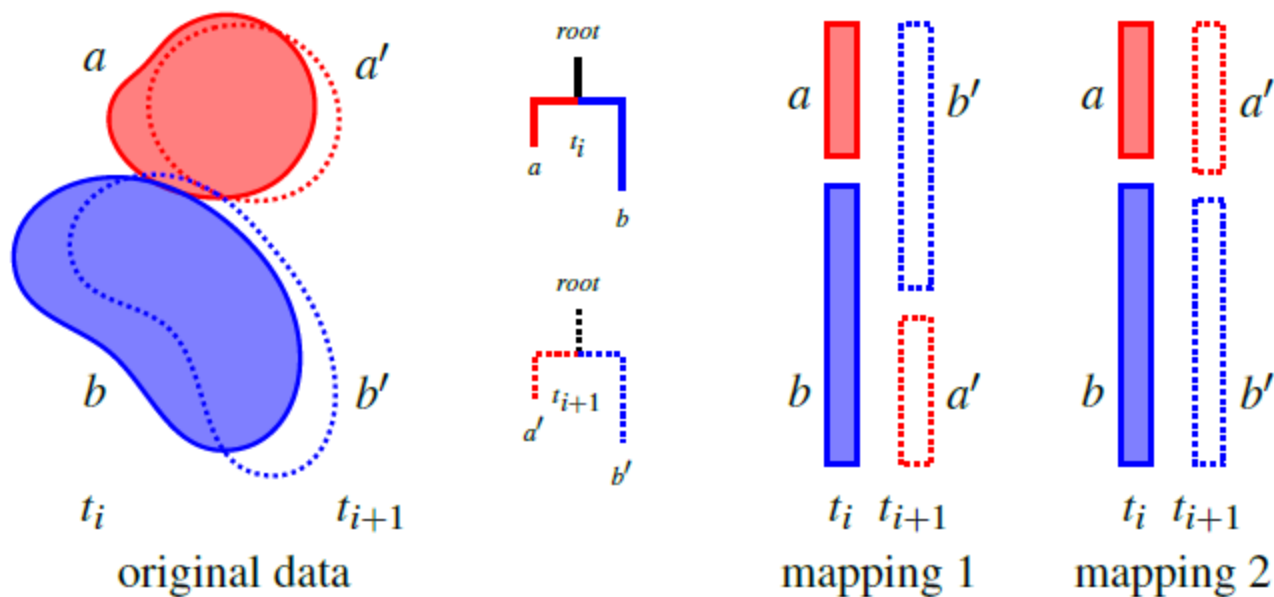 a
a′
b
b′
t_i
t_{i+1}
original data
root
t_i
a
b
root
t_{i+1}
a′
b′
a
b′
b
a′
t_i
t_{i+1}
mapping 1
a
a′
b
b′
t_i
t_{i+1}
mapping 2